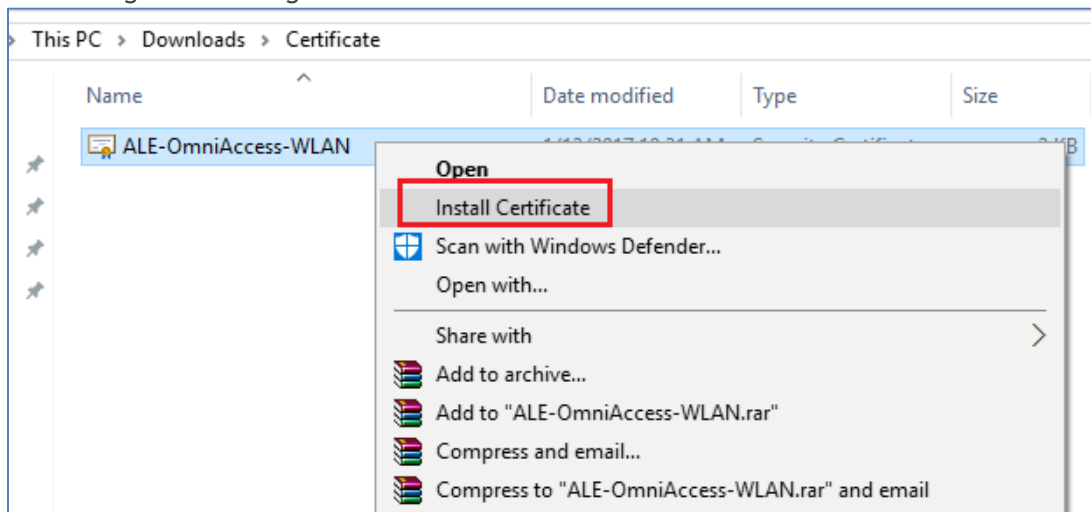 This PC > Downloads > Certificate
Name Date modified Type Size
ALE-OmniAccess-WLAN
Open
Install Certificate
Scan with Windows Defender...
Open with...
Share with
Add to archive...
Add to "ALE-OmniAccess-WLAN.rar"
Compress and email...
Compress to "ALE-OmniAccess-WLAN.rar" and email